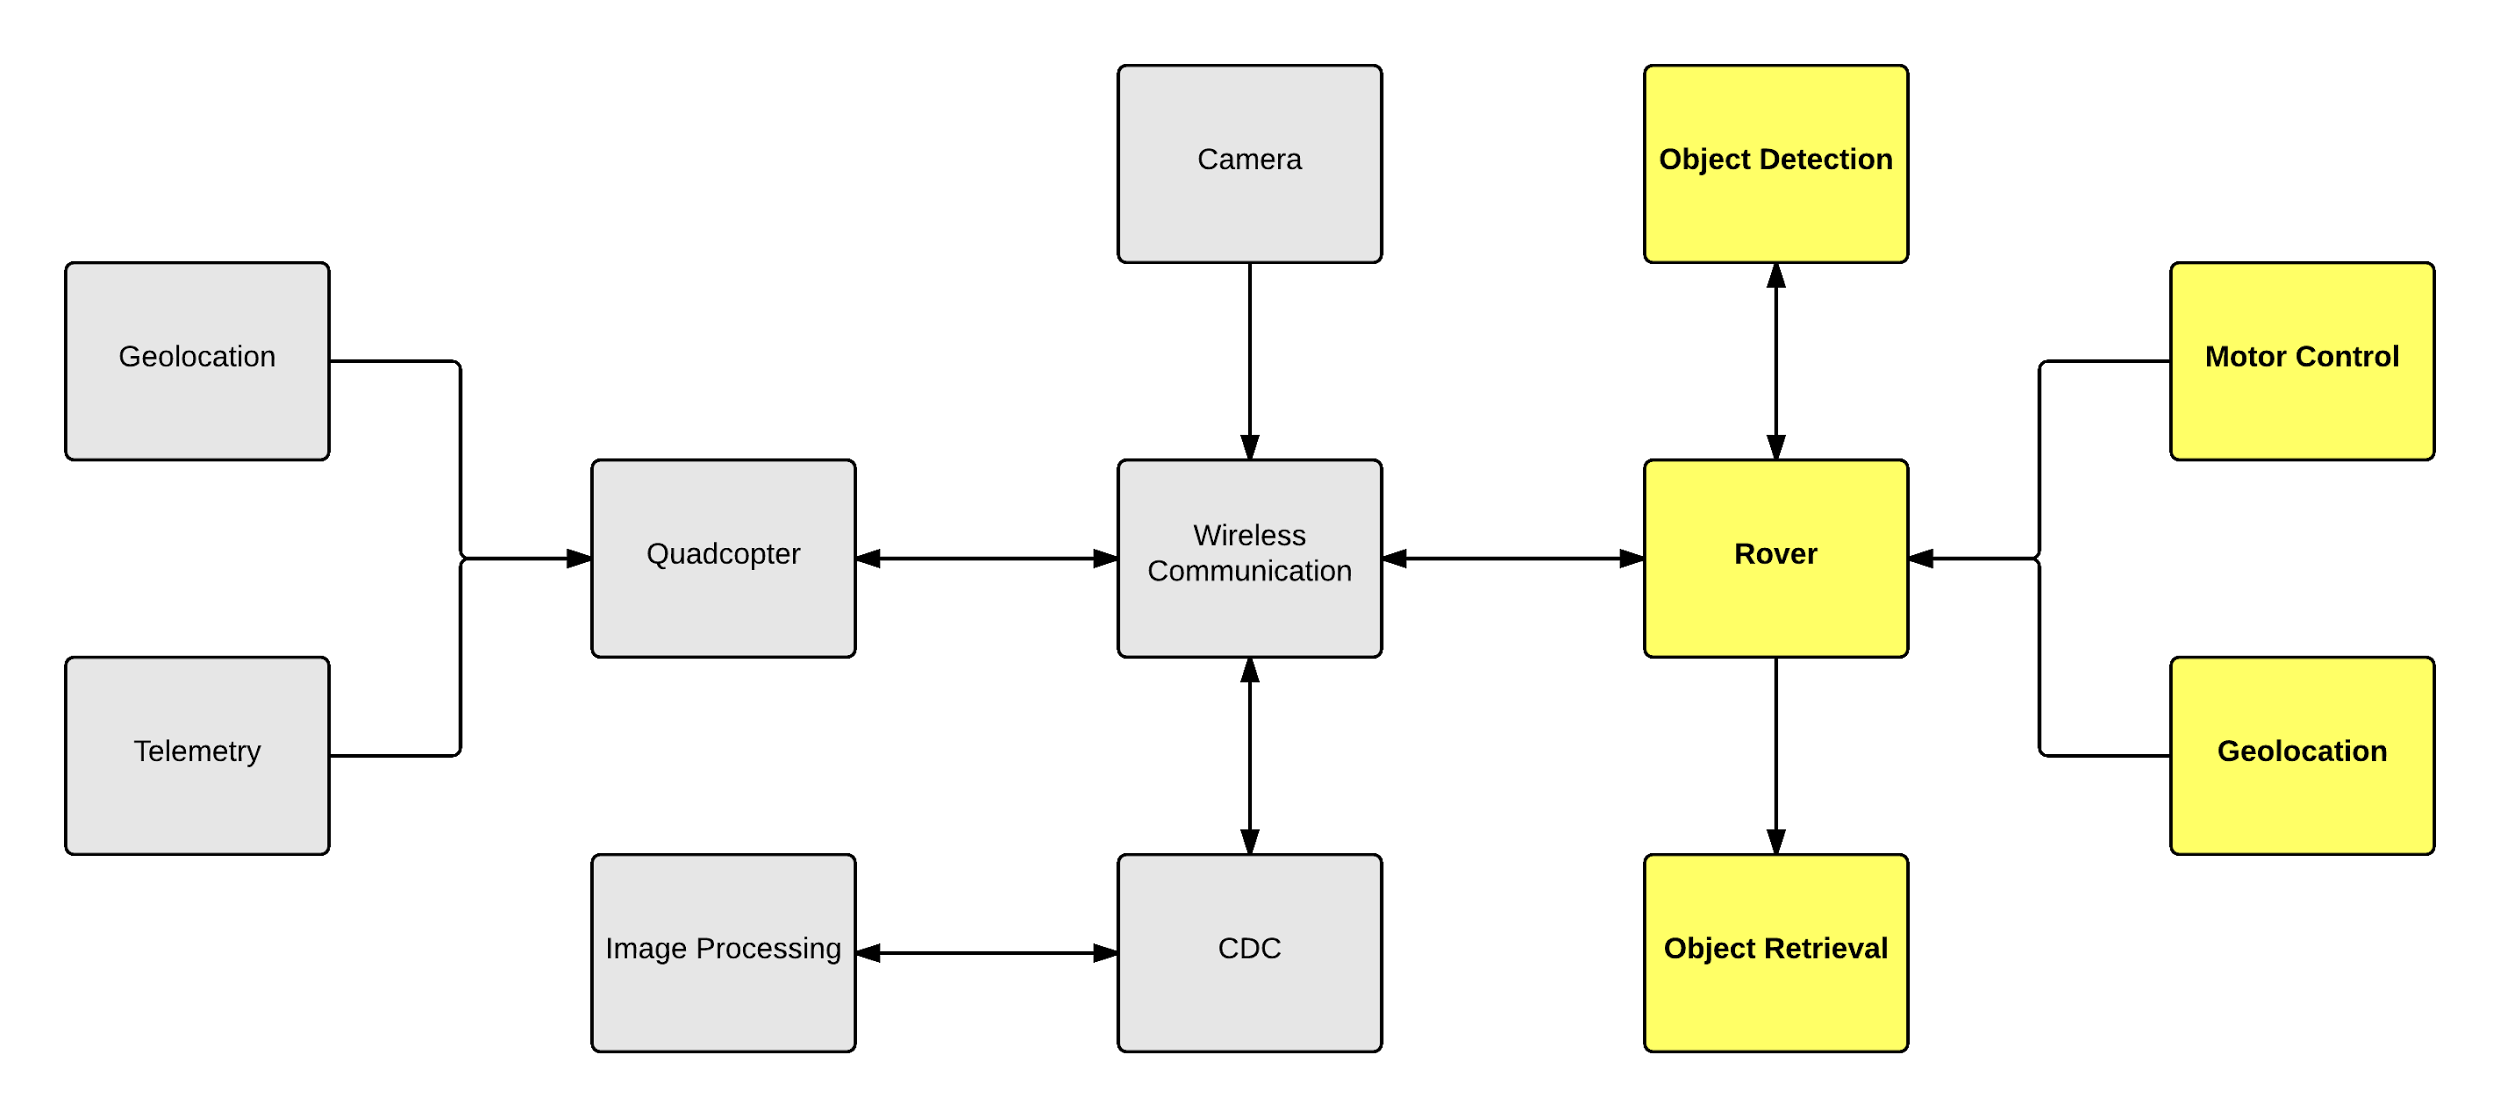 Camera
Object Detection
Geolocation
Motor Control
Quadcopter
Wireless
Communication
Rover
Telemetry
Geolocation
Image Processing
CDC
Object Retrieval